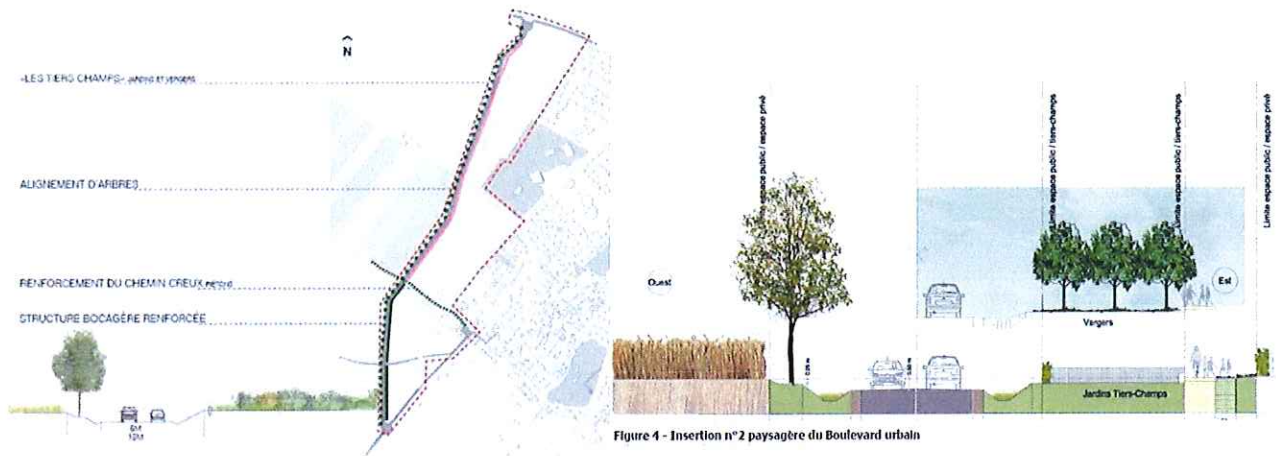 N
«LES TIERS CHAMPS» JARDINS ET VERGERS
ALIGNEMENT D'ARBRES
RENFORCEMENT DU CHEMIN CREUX
STRUCTURE BOCAGÈRE RENFORCÉE
6M
10M
Limite espace public / espace privé
Limite espace public / tiers-champs
Limite espace public / tiers-champs
Limite espace public / espace privé
Ouest
Est
Vergers
Jardins Tiers-Champs
Figure 4 - Insertion n°2 paysagère du Boulevard urbain